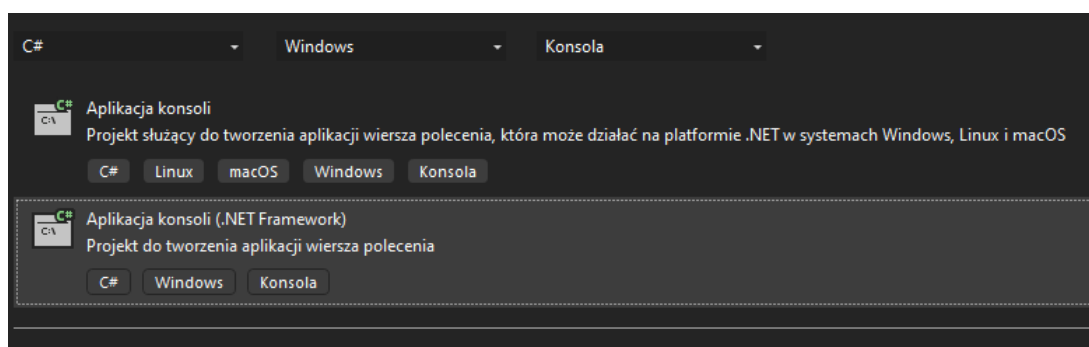 C# Windows Konsola
C#
C:\
Aplikacja konsoli
Projekt służący do tworzenia aplikacji wiersza polecenia, która może działać na platformie .NET w systemach Windows, Linux i macOS
C# Linux macOS Windows Konsola
C#
C:\
Aplikacja konsoli (.NET Framework)
Projekt do tworzenia aplikacji wiersza polecenia
C# Windows Konsola